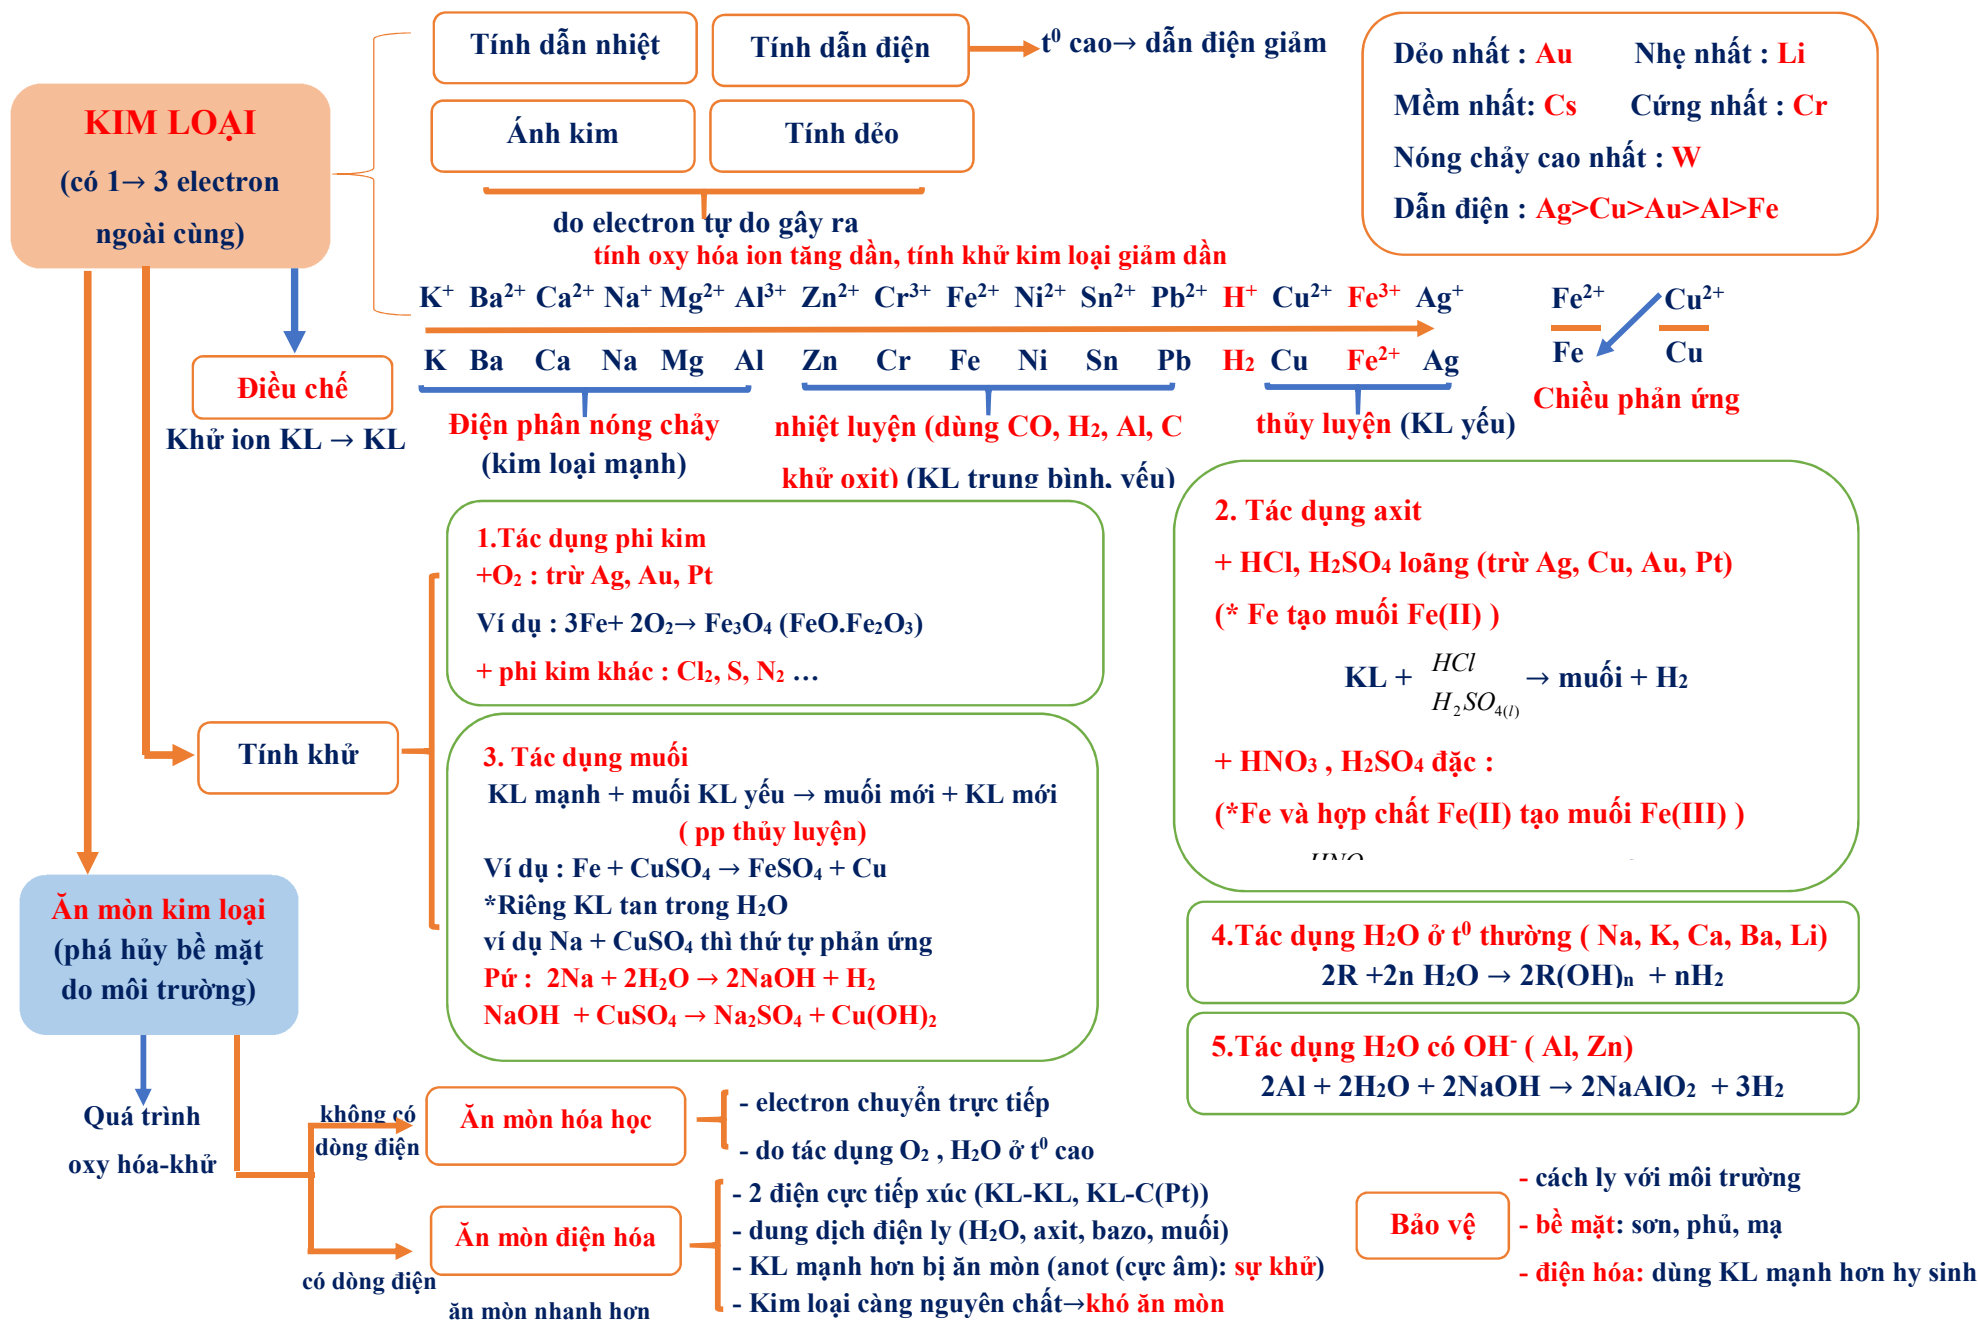 KIM LOẠI
(có 1→ 3 electron
ngoài cùng)
Tính dẫn nhiệt
Tính dẫn điện
t⁰ cao→ dẫn điện giảm
Ánh kim
Tính dẻo
do electron tự do gây ra
Dẻo nhất : Au Nhẹ nhất : Li
Mềm nhất: Cs Cứng nhất : Cr
Nóng chảy cao nhất : W
Dẫn điện : Ag>Cu>Au>Al>Fe
tính oxy hóa ion tăng dần, tính khử kim loại giảm dần
K⁺ Ba²⁺ Ca²⁺ Na⁺ Mg²⁺ Al³⁺ Zn²⁺ Cr³⁺ Fe²⁺ Ni²⁺ Sn²⁺ Pb²⁺ H⁺ Cu²⁺ Fe³⁺ Ag⁺
K Ba Ca Na Mg Al Zn Cr Fe Ni Sn Pb H₂ Cu Fe²⁺ Ag
Fe²⁺ Cu²⁺
Fe Cu
Chiều phản ứng
Điều chế
Khử ion KL → KL
Điện phân nóng chảy
(kim loại mạnh)
nhiệt luyện (dùng CO, H₂, Al, C
khử oxit) (KL trung bình, yếu)
thủy luyện (KL yếu)
Tính khử
1.Tác dụng phi kim
+O₂ : trừ Ag, Au, Pt
Ví dụ : 3Fe+ 2O₂→ Fe₃O₄ (FeO.Fe₂O₃)
+ phi kim khác : Cl₂, S, N₂ …
2. Tác dụng axit
+ HCl, H₂SO₄ loãng (trừ Ag, Cu, Au, Pt)
(* Fe tạo muối Fe(II) )
HCl
KL + → muối + H₂
H₂SO₄₍ₗ₎
+ HNO₃ , H₂SO₄ đặc :
(*Fe và hợp chất Fe(II) tạo muối Fe(III) )
3. Tác dụng muối
KL mạnh + muối KL yếu → muối mới + KL mới
( pp thủy luyện)
Ví dụ : Fe + CuSO₄ → FeSO₄ + Cu
*Riêng KL tan trong H₂O
ví dụ Na + CuSO₄ thì thứ tự phản ứng
Pứ : 2Na + 2H₂O → 2NaOH + H₂
NaOH + CuSO₄ → Na₂SO₄ + Cu(OH)₂
4.Tác dụng H₂O ở t⁰ thường ( Na, K, Ca, Ba, Li)
2R +2n H₂O → 2R(OH)ₙ + nH₂
5.Tác dụng H₂O có OH⁻ ( Al, Zn)
2Al + 2H₂O + 2NaOH → 2NaAlO₂ + 3H₂
Ăn mòn kim loại
(phá hủy bề mặt
do môi trường)
Quá trình
oxy hóa-khử
không có
dòng điện
Ăn mòn hóa học
- electron chuyển trực tiếp
- do tác dụng O₂ , H₂O ở t⁰ cao
có dòng điện
Ăn mòn điện hóa
ăn mòn nhanh hơn
- 2 điện cực tiếp xúc (KL-KL, KL-C(Pt))
- dung dịch điện ly (H₂O, axit, bazo, muối)
- KL mạnh hơn bị ăn mòn (anot (cực âm): sự khử)
- Kim loại càng nguyên chất→khó ăn mòn
Bảo vệ
- cách ly với môi trường
- bề mặt: sơn, phủ, mạ
- điện hóa: dùng KL mạnh hơn hy sinh